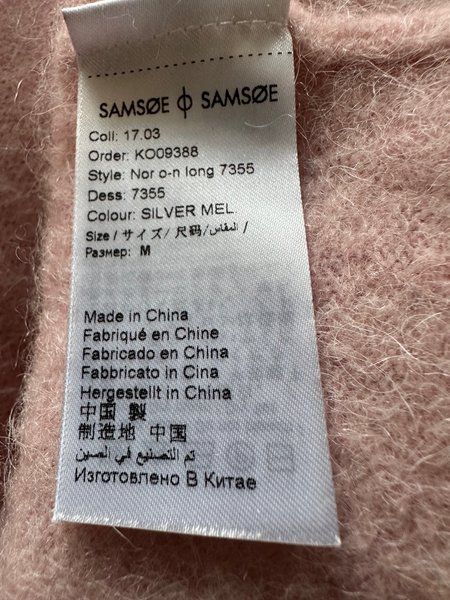 SAMSØE ϕ SAMSØE
Coll: 17.03
Order: KO09388
Style: Nor o-n long 7355
Dess: 7355
Colour: SILVER MEL
Size / サイズ / 尺码 / المقاس /
Размер: M
Made in China
Fabriqué en Chine
Fabricado en China
Fabbricato in Cina
Hergestellt in China
中国 製
制造地 中国
تم التصنيع في الصين
Изготовлено В Китае